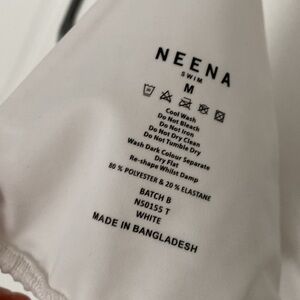 NEENA
SWIM
M
Cool Wash
Do Not Bleach
Do Not Iron
Do Not Dry Clean
Do Not Tumble Dry
Wash Dark Colour Separate
Dry Flat
Re-shape Whilst Damp
80 % POLYESTER & 20 % ELASTANE
BATCH B
N50155 T
WHITE
MADE IN BANGLADESH